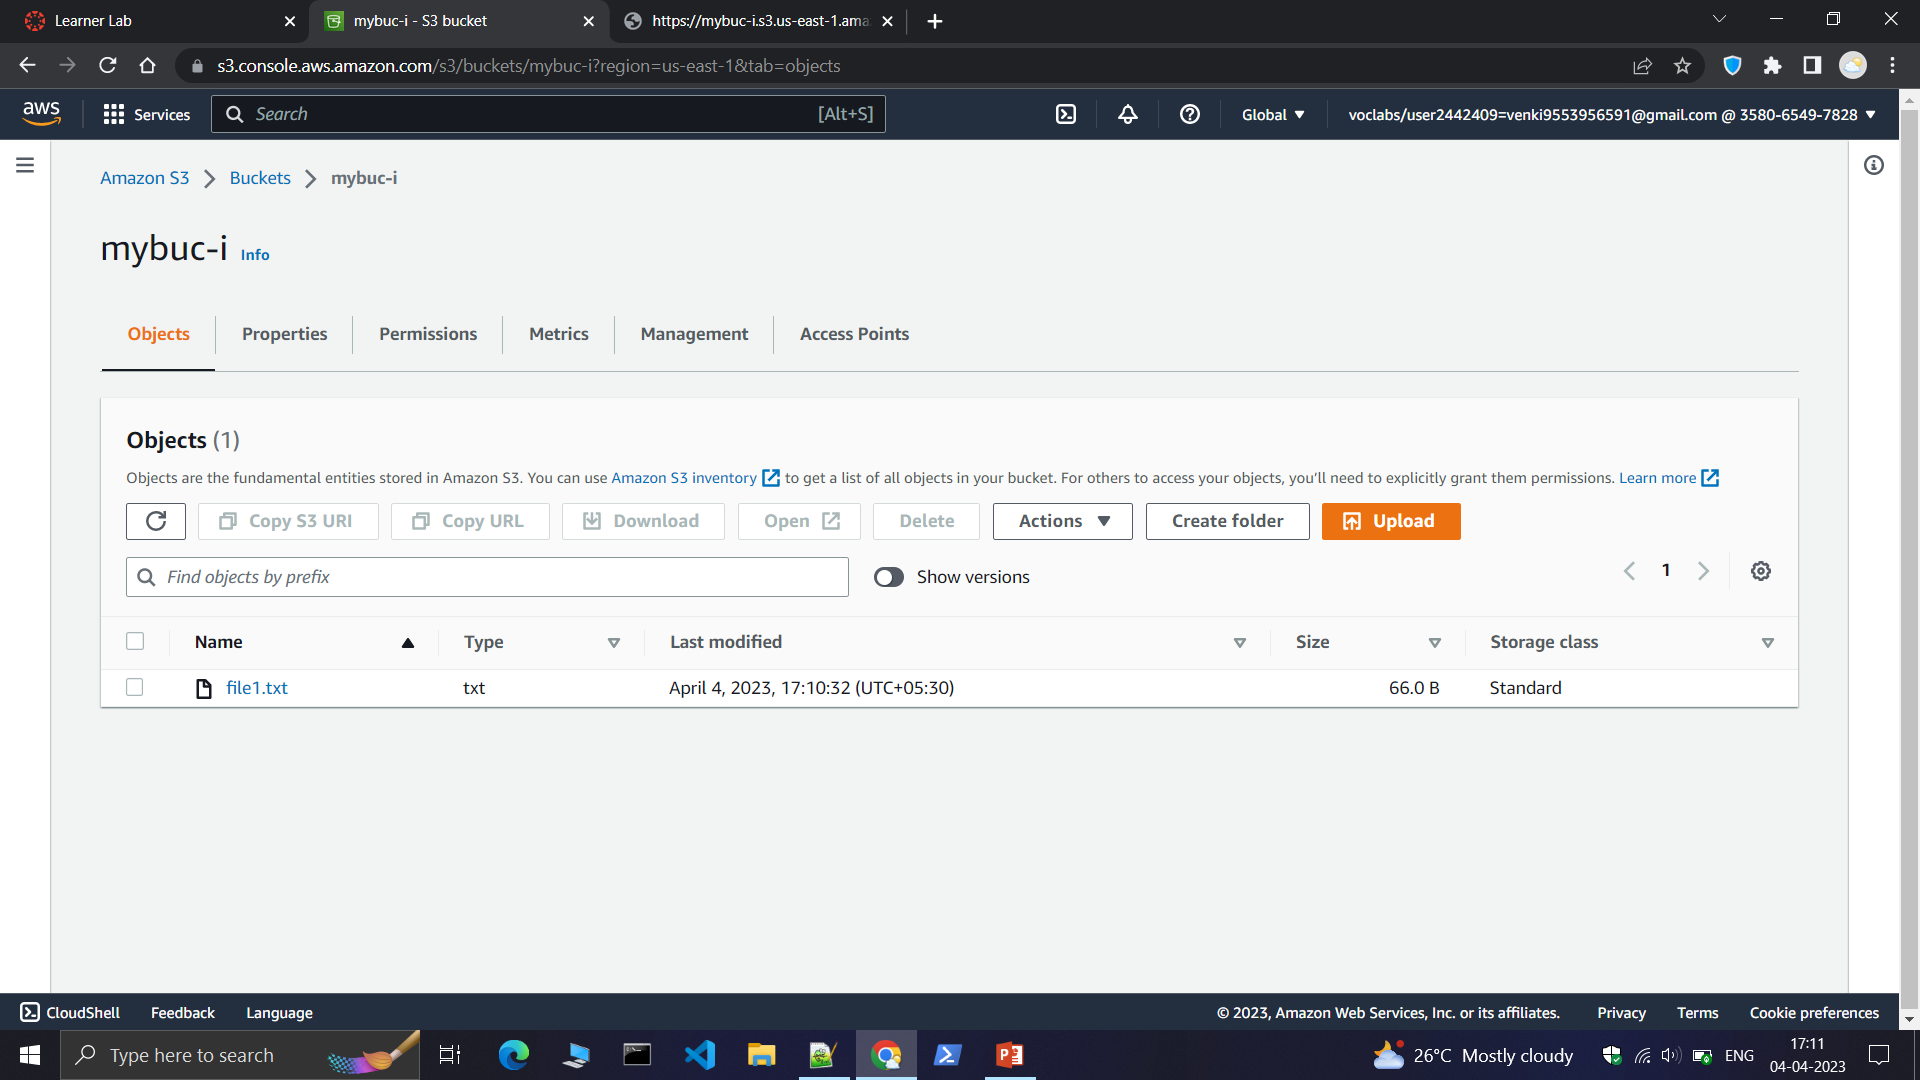 Learner Lab
mybuc-i - S3 bucket
https://mybuc-i.s3.us-east-1.ama
s3.console.aws.amazon.com/s3/buckets/mybuc-i?region=us-east-1&tab=objects
aws
Services
Search
[Alt+S]
Global
voclabs/user2442409=venki9553956591@gmail.com @ 3580-6549-7828
Amazon S3
Buckets
mybuc-i
mybuc-i Info
Objects
Properties
Permissions
Metrics
Management
Access Points
Objects (1)
Objects are the fundamental entities stored in Amazon S3. You can use Amazon S3 inventory to get a list of all objects in your bucket. For others to access your objects, you'll need to explicitly grant them permissions. Learn more
Copy S3 URI
Copy URL
Download
Open
Delete
Actions
Create folder
Upload
Find objects by prefix
Show versions
1
Name
Type
Last modified
Size
Storage class
file1.txt
txt
April 4, 2023, 17:10:32 (UTC+05:30)
66.0 B
Standard
CloudShell
Feedback
Language
© 2023, Amazon Web Services, Inc. or its affiliates.
Privacy
Terms
Cookie preferences
Type here to search
26°C Mostly cloudy
ENG
17:11
04-04-2023